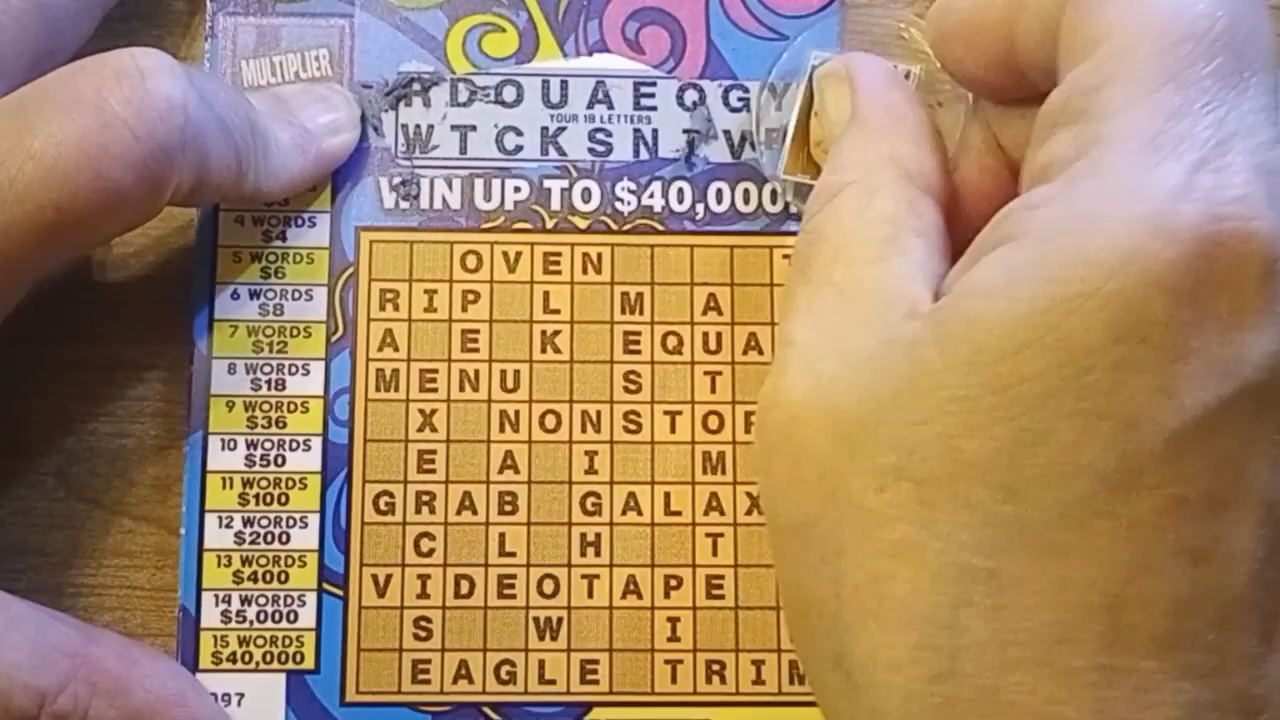 MULTIPLIER
R D O U A E Q G Y
YOUR 18 LETTERS
W T C K S N I V
WIN UP TO $40,000!
$3
4 WORDS
$4
5 WORDS
$6
6 WORDS
$8
7 WORDS
$12
8 WORDS
$18
9 WORDS
$36
10 WORDS
$50
11 WORDS
$100
12 WORDS
$200
13 WORDS
$400
14 WORDS
$5,000
15 WORDS
$40,000
O V E N T
R I P L M A
A E K E Q U A
M E N U S T
X N O N S T O P
E A I M
G R A B G A L A X
C L H T
V I D E O T A P E
S W I
E A G L E T R I M
097